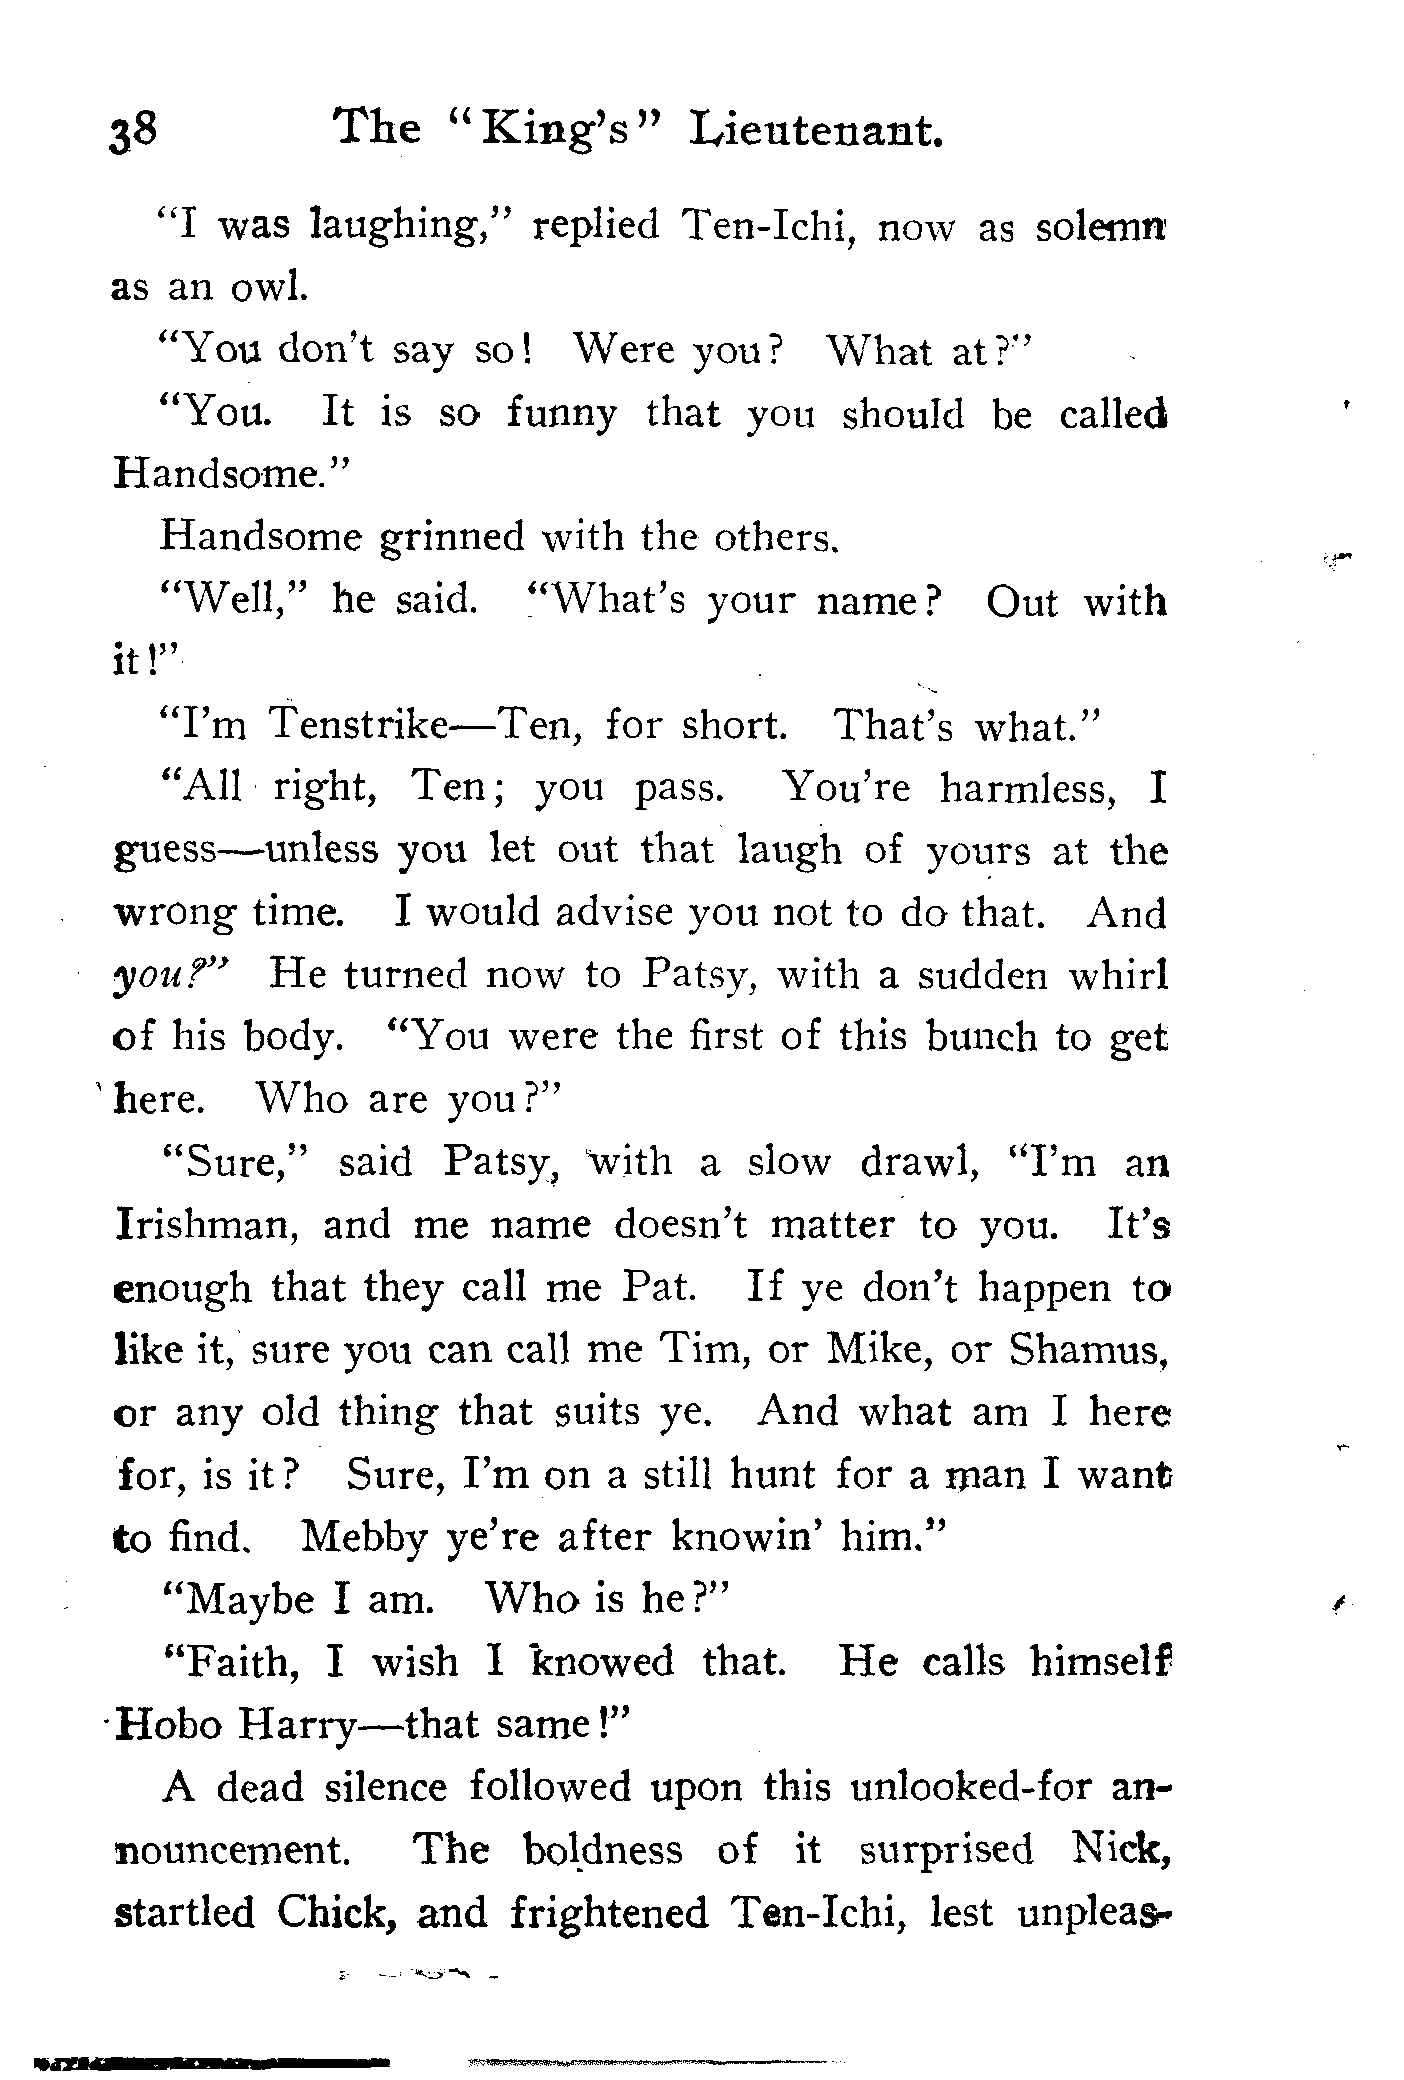 38 The "King's" Lieutenant.
"I was laughing," replied Ten-Ichi, now as solemn
as an owl.
"You don't say so! Were you? What at?"
"You. It is so funny that you should be called
Handsome."
Handsome grinned with the others.
"Well," he said. "What's your name? Out with
it!"
"I'm Tenstrike—Ten, for short. That's what."
"All right, Ten; you pass. You're harmless, I
guess—unless you let out that laugh of yours at the
wrong time. I would advise you not to do that. And
you?" He turned now to Patsy, with a sudden whirl
of his body. "You were the first of this bunch to get
here. Who are you?"
"Sure," said Patsy, with a slow drawl, "I'm an
Irishman, and me name doesn't matter to you. It's
enough that they call me Pat. If ye don't happen to
like it, sure you can call me Tim, or Mike, or Shamus,
or any old thing that suits ye. And what am I here
for, is it? Sure, I'm on a still hunt for a man I want
to find. Mebby ye're after knowin' him."
"Maybe I am. Who is he?"
"Faith, I wish I knowed that. He calls himself
Hobo Harry—that same!"
A dead silence followed upon this unlooked-for an-
nouncement. The boldness of it surprised Nick,
startled Chick, and frightened Ten-Ichi, lest unpleas-